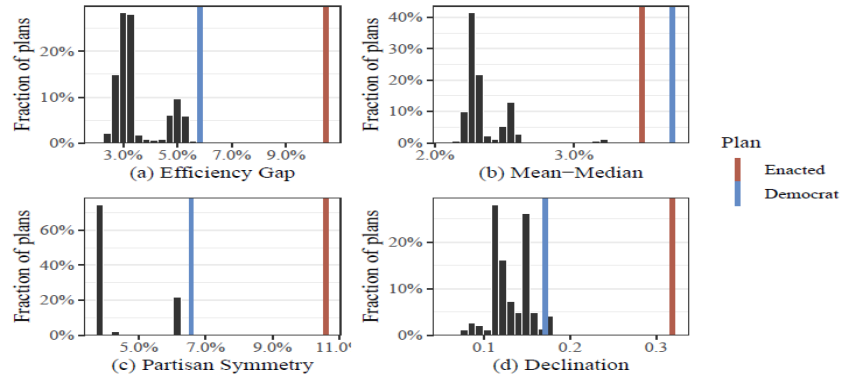 Fraction of plans
20%
10%
0%
3.0% 5.0% 7.0% 9.0%
(a) Efficiency Gap
Fraction of plans
40%
30%
20%
10%
0%
2.0% 3.0%
(b) Mean−Median
Plan
Enacted
Democrat
Fraction of plans
60%
40%
20%
0%
5.0% 7.0% 9.0% 11.0%
(c) Partisan Symmetry
Fraction of plans
20%
10%
0%
0.1 0.2 0.3
(d) Declination